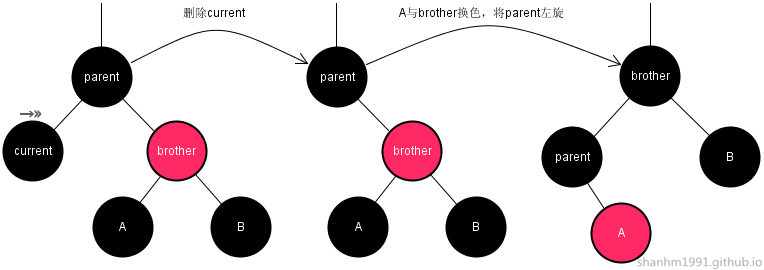 删除current
A与brother换色，将parent左旋
parent
parent
brother
→»
current
brother
brother
parent
B
A
B
A
B
A
shanhm1991.github.io